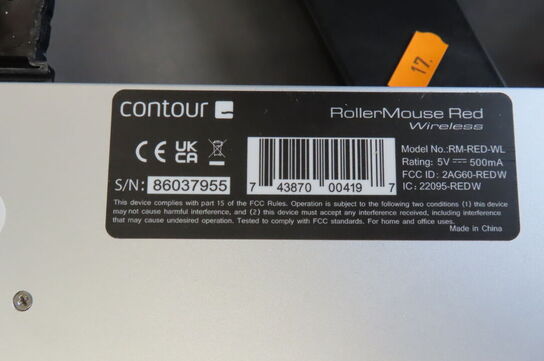 17.
contour
RollerMouse Red
Wireless
CE UK CA
Model No.:RM-RED-WL
Rating: 5V 500mA
FCC ID: 2AG60-REDW
IC: 22095-REDW
S/N: 86037955
7 43870 00419 7
This device complies with part 15 of the FCC Rules. Operation is subject to the following two conditions (1) this device
may not cause harmful interference, and (2) this device must accept any interference received, including interference
that may cause undesired operation. Tested to comply with FCC standards. For home and office uses.
Made in China